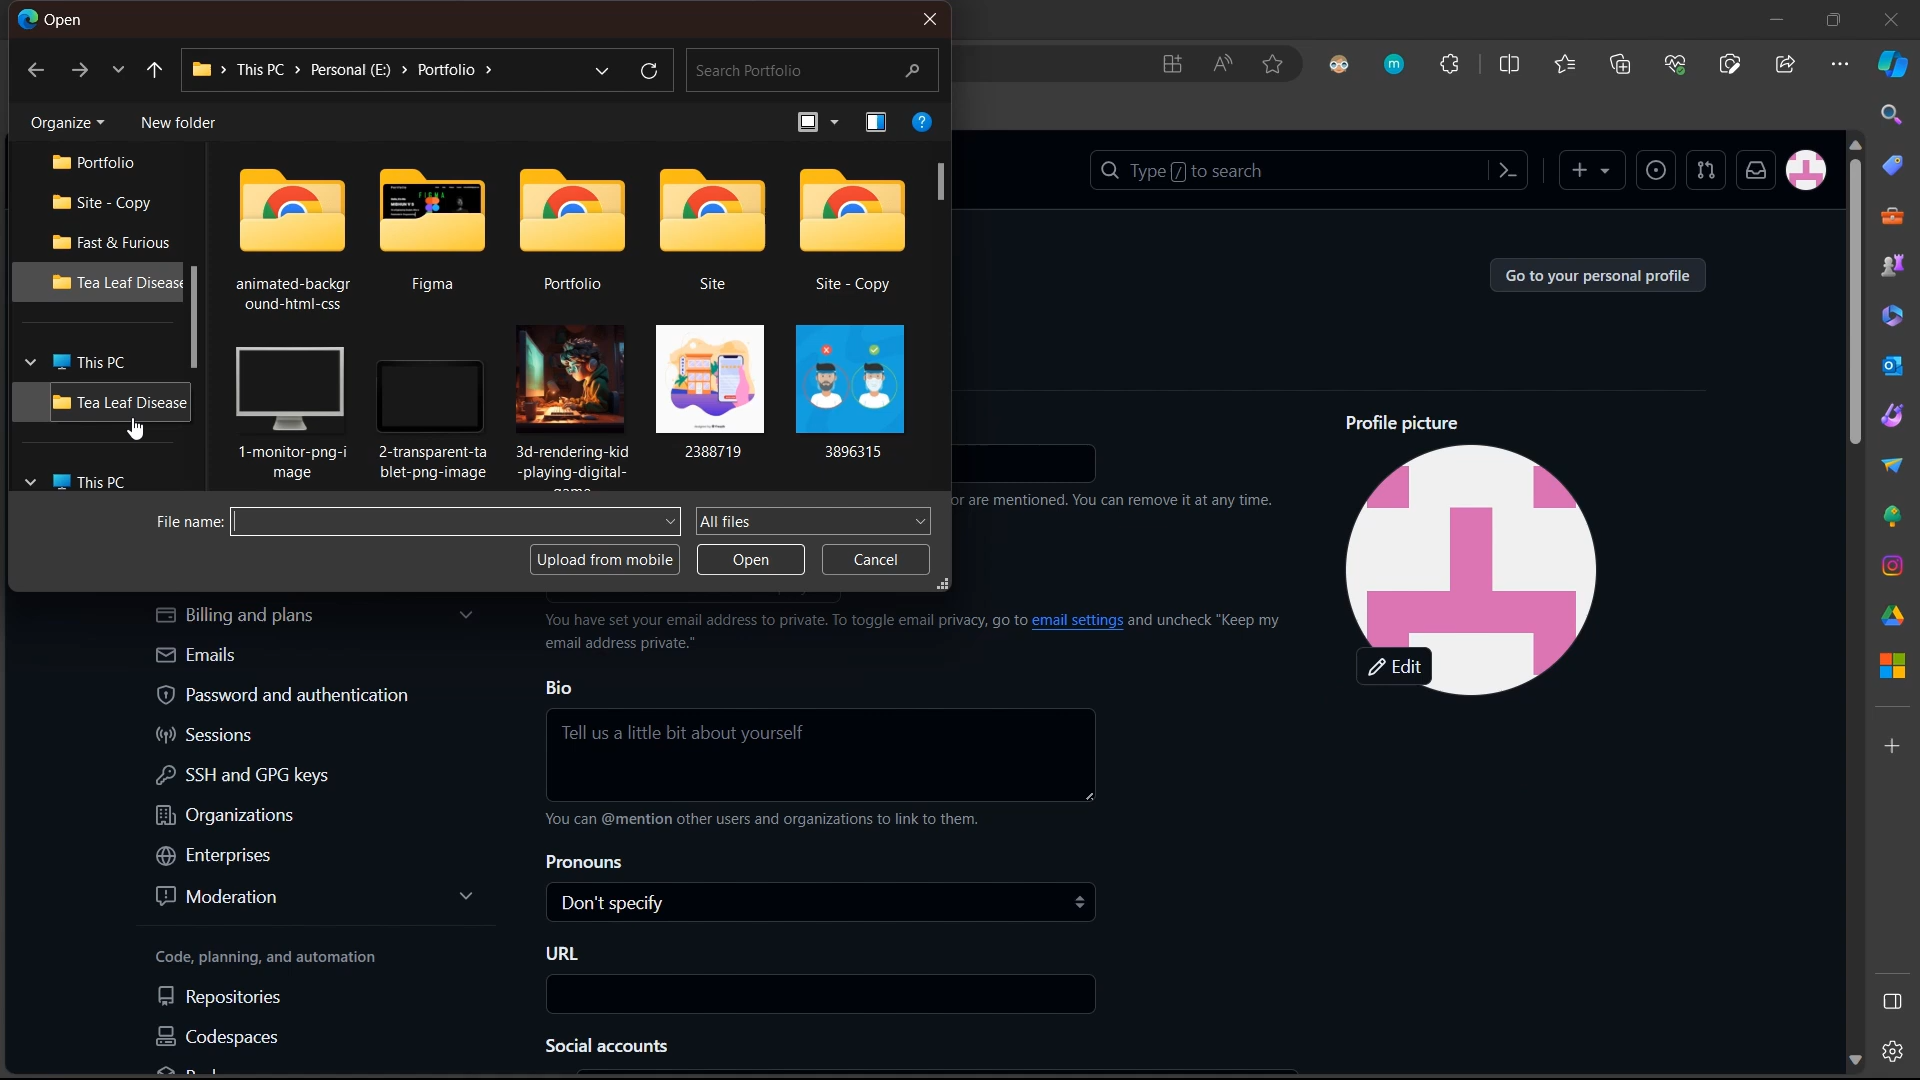 Open
This PC > Personal (E:) > Portfolio >
Search Portfolio
Organize
New folder
Portfolio
Site - Copy
Fast & Furious
Tea Leaf Disease
This PC
Tea Leaf Disease
This PC
animated-backgr
ound-html-css
Figma
Portfolio
Site
Site - Copy
1-monitor-png-i
mage
2-transparent-ta
blet-png-image
3d-rendering-kid
-playing-digital-
game
2388719
3896315
File name:
All files
Upload from mobile
Open
Cancel
m
Type / to search
Go to your personal profile
Profile picture
Edit
or are mentioned. You can remove it at any time.
You have set your email address to private. To toggle email privacy, go to email settings and uncheck "Keep my
email address private."
Bio
Tell us a little bit about yourself
You can @mention other users and organizations to link to them.
Pronouns
Don't specify
URL
Social accounts
Billing and plans
Emails
Password and authentication
Sessions
SSH and GPG keys
Organizations
Enterprises
Moderation
Code, planning, and automation
Repositories
Codespaces